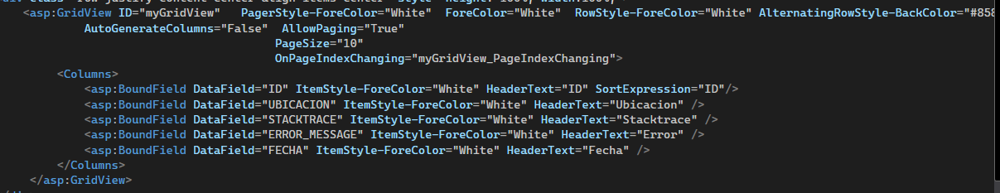 <asp:GridView ID="myGridView" PagerStyle-ForeColor="White" ForeColor="White" RowStyle-ForeColor="White" AlternatingRowStyle-BackColor="#858
AutoGenerateColumns="False" AllowPaging="True"
PageSize="10"
OnPageIndexChanging="myGridView_PageIndexChanging">
<Columns>
<asp:BoundField DataField="ID" ItemStyle-ForeColor="White" HeaderText="ID" SortExpression="ID"/>
<asp:BoundField DataField="UBICACION" ItemStyle-ForeColor="White" HeaderText="Ubicacion" />
<asp:BoundField DataField="STACKTRACE" ItemStyle-ForeColor="White" HeaderText="Stacktrace" />
<asp:BoundField DataField="ERROR_MESSAGE" ItemStyle-ForeColor="White" HeaderText="Error" />
<asp:BoundField DataField="FECHA" ItemStyle-ForeColor="White" HeaderText="Fecha" />
</Columns>
</asp:GridView>